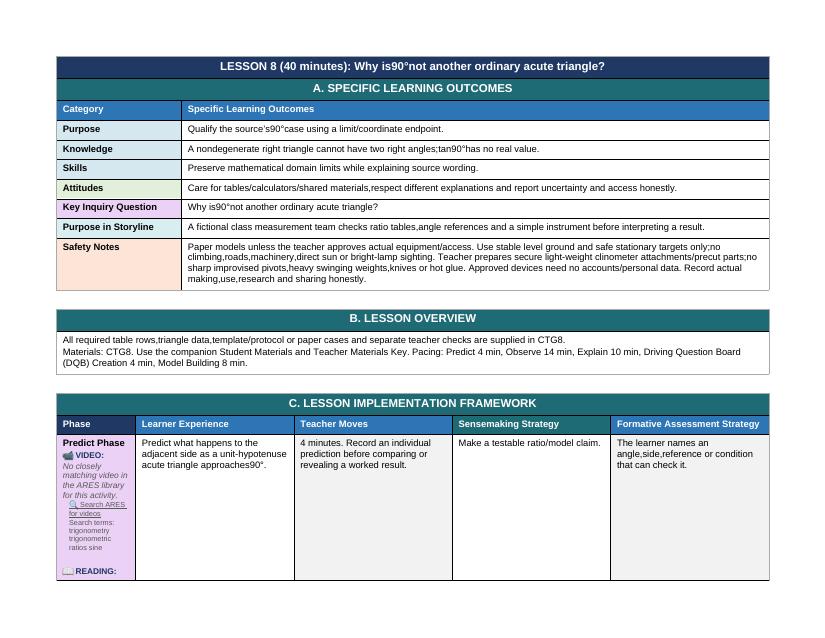 LESSON 8 (40 minutes): Why is90°not another ordinary acute triangle?
A. SPECIFIC LEARNING OUTCOMES
Category
Specific Learning Outcomes
Purpose
Qualify the source's90°case using a limit/coordinate endpoint.
Knowledge
A nondegenerate right triangle cannot have two right angles;tan90°has no real value.
Skills
Preserve mathematical domain limits while explaining source wording.
Attitudes
Care for tables/calculators/shared materials,respect different explanations and report uncertainty and access honestly.
Key Inquiry Question
Why is90°not another ordinary acute triangle?
Purpose in Storyline
A fictional class measurement team checks ratio tables,angle references and a simple instrument before interpreting a result.
Safety Notes
Paper models unless the teacher approves actual equipment/access. Use stable level ground and safe stationary targets only;no
climbing,roads,machinery,direct sun or bright-lamp sighting. Teacher prepares secure light-weight clinometer attachments/precut parts;no
sharp improvised pivots,heavy swinging weights,knives or hot glue. Approved devices need no accounts/personal data. Record actual
making,use,research and sharing honestly.
B. LESSON OVERVIEW
All required table rows,triangle data,template/protocol or paper cases and separate teacher checks are supplied in CTG8.
Materials: CTG8. Use the companion Student Materials and Teacher Materials Key. Pacing: Predict 4 min, Observe 14 min, Explain 10 min, Driving Question Board
(DQB) Creation 4 min, Model Building 8 min.
C. LESSON IMPLEMENTATION FRAMEWORK
Phase
Learner Experience
Teacher Moves
Sensemaking Strategy
Formative Assessment Strategy
Predict Phase
📹 VIDEO:
No closely
matching video in
the ARES library
for this activity.
🔍 Search ARES
for videos
Search terms:
trigonometry
trigonometric
ratios sine
📖 READING:
Predict what happens to the
adjacent side as a unit-hypotenuse
acute triangle approaches90°.
4 minutes. Record an individual
prediction before comparing or
revealing a worked result.
Make a testable ratio/model claim.
The learner names an
angle,side,reference or condition
that can check it.